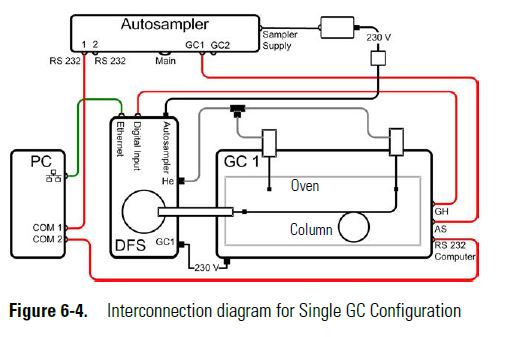 Autosampler
1 2
GC1 GC2
Sampler
Supply
230 V
RS 232
RS 232
Main
Ethernet
Digital Input
Autosampler
PC
He
GC 1
Oven
Column
COM 1
COM 2
DFS
GC1
230 V
GH
AS
RS 232
Computer
Figure 6-4. Interconnection diagram for Single GC Configuration